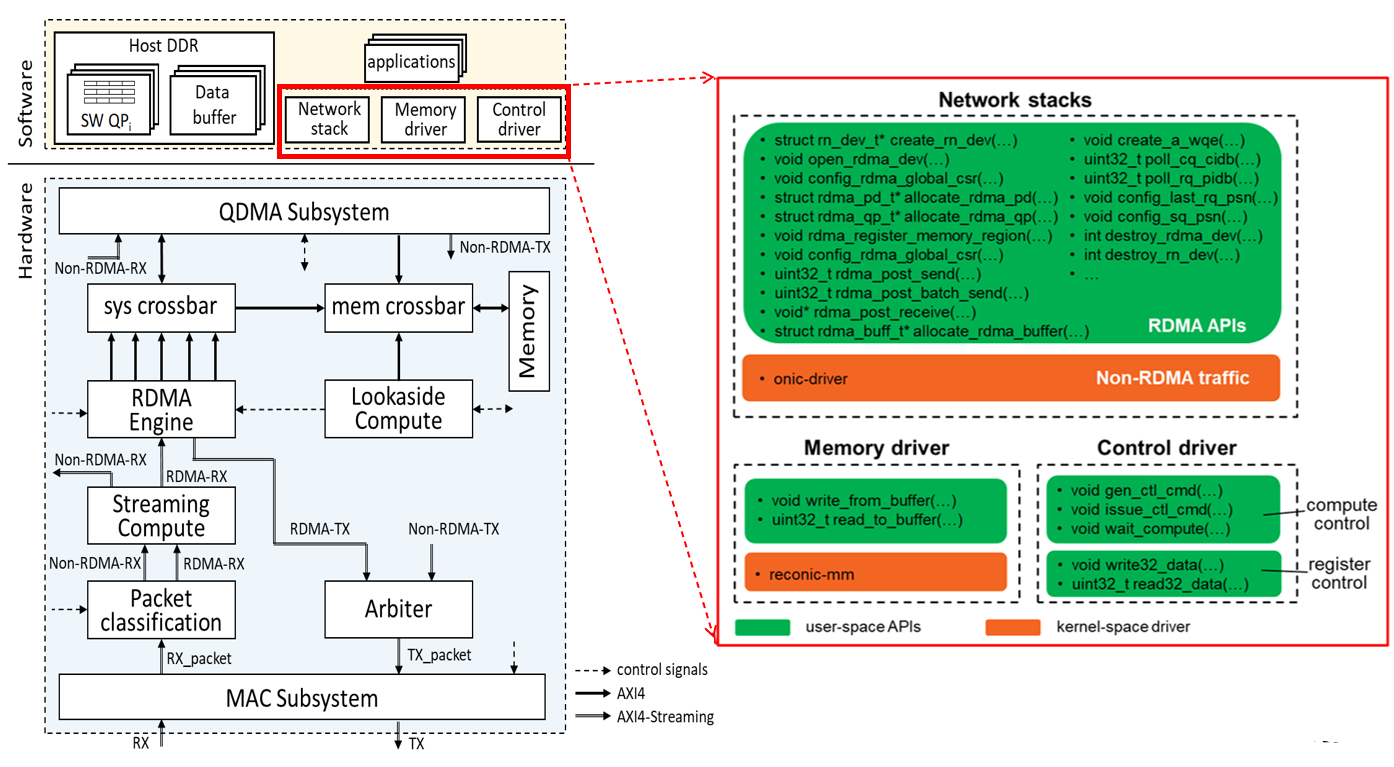 Software
Host DDR
SW QPi
Data
buffer
applications
Network
stack
Memory
driver
Control
driver
Hardware
QDMA Subsystem
Non-RDMA-RX
Non-RDMA-TX
sys crossbar
mem crossbar
Memory
RDMA
Engine
Lookaside
Compute
Non-RDMA-RX
RDMA-RX
Streaming
Compute
RDMA-TX
Non-RDMA-TX
Non-RDMA-RX
RDMA-RX
Packet
classification
Arbiter
RX_packet
TX_packet
MAC Subsystem
RX
TX
control signals
AXI4
AXI4-Streaming
Network stacks
• struct rn_dev_t* create_rn_dev(…)
• void open_rdma_dev(…)
• void config_rdma_global_csr(…)
• struct rdma_pd_t* allocate_rdma_pd(…)
• struct rdma_qp_t* allocate_rdma_qp(…)
• void rdma_register_memory_region(…)
• void config_rdma_global_csr(…)
• uint32_t rdma_post_send(…)
• uint32_t rdma_post_batch_send(…)
• void* rdma_post_receive(…)
• struct rdma_buff_t* allocate_rdma_buffer(…)
• void create_a_wqe(…)
• uint32_t poll_cq_cidb(…)
• uint32_t poll_rq_pidb(…)
• void config_last_rq_psn(…)
• void config_sq_psn(…)
• int destroy_rdma_dev(…)
• int destroy_rn_dev(…)
• …
RDMA APIs
• onic-driver
Non-RDMA traffic
Memory driver
• void write_from_buffer(…)
• uint32_t read_to_buffer(…)
• reconic-mm
Control driver
• void gen_ctl_cmd(…)
• void issue_ctl_cmd(…)
• void wait_compute(…)
compute
control
• void write32_data(…)
• uint32_t read32_data(…)
register
control
user-space APIs
kernel-space driver